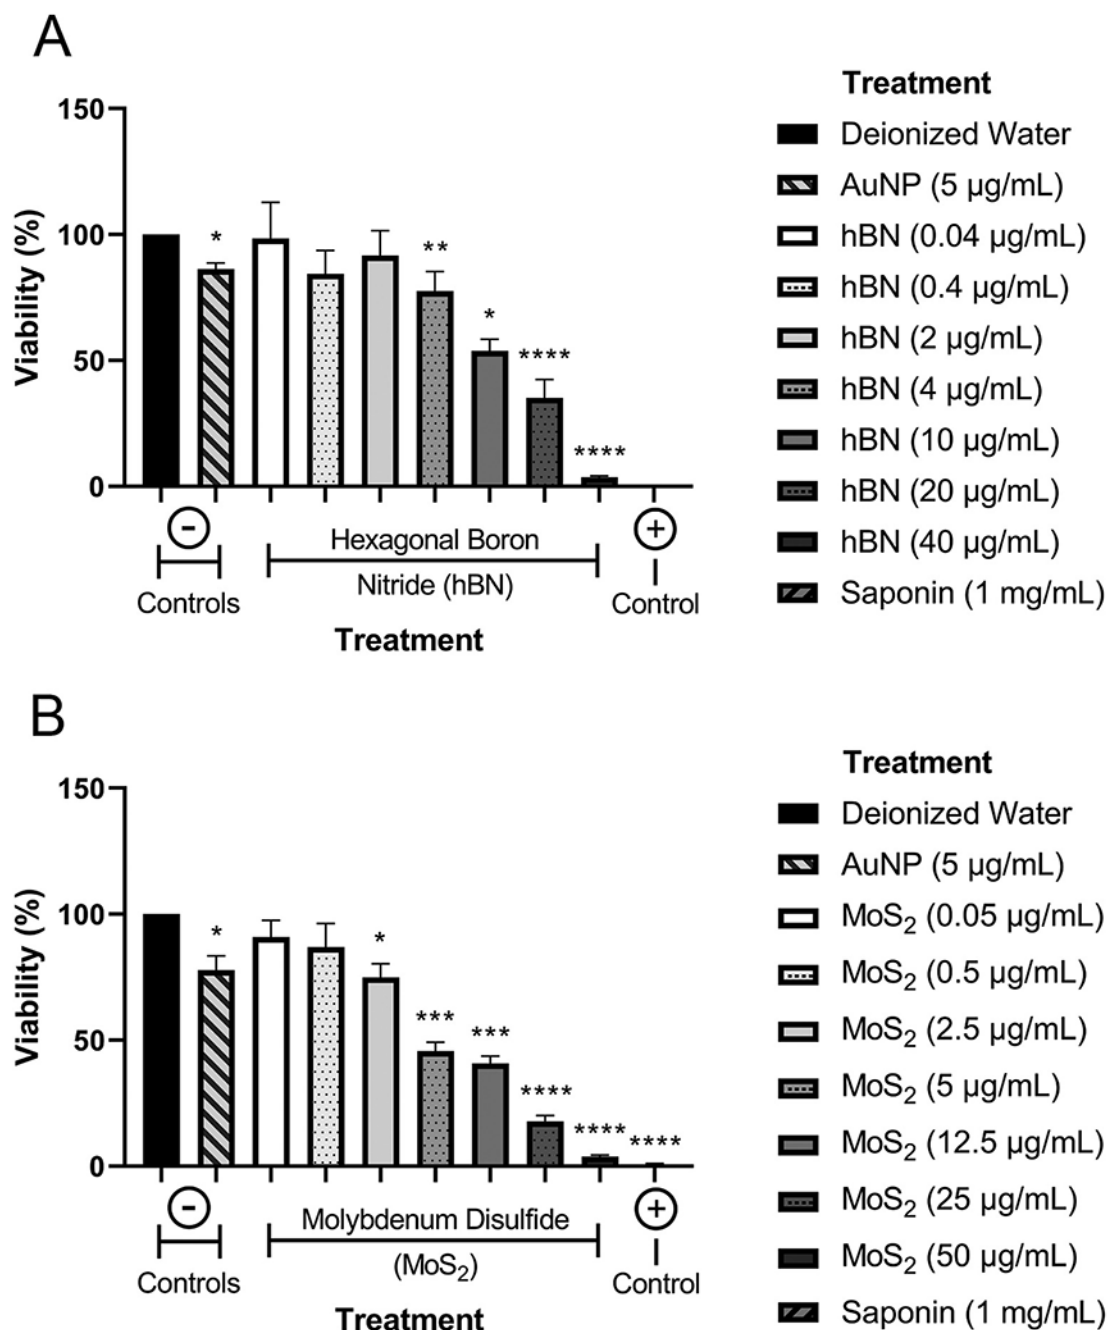 A
Treatment
150
100
50
0
Viability (%)
*
**
*
****
****
-
+
Controls
Hexagonal Boron
Nitride (hBN)
Control
Treatment
Deionized Water
AuNP (5 µg/mL)
hBN (0.04 µg/mL)
hBN (0.4 µg/mL)
hBN (2 µg/mL)
hBN (4 µg/mL)
hBN (10 µg/mL)
hBN (20 µg/mL)
hBN (40 µg/mL)
Saponin (1 mg/mL)
B
Treatment
150
100
50
0
Viability (%)
*
*
***
***
****
****
****
-
+
Controls
Molybdenum Disulfide
(MoS₂)
Control
Treatment
Deionized Water
AuNP (5 µg/mL)
MoS₂ (0.05 µg/mL)
MoS₂ (0.5 µg/mL)
MoS₂ (2.5 µg/mL)
MoS₂ (5 µg/mL)
MoS₂ (12.5 µg/mL)
MoS₂ (25 µg/mL)
MoS₂ (50 µg/mL)
Saponin (1 mg/mL)